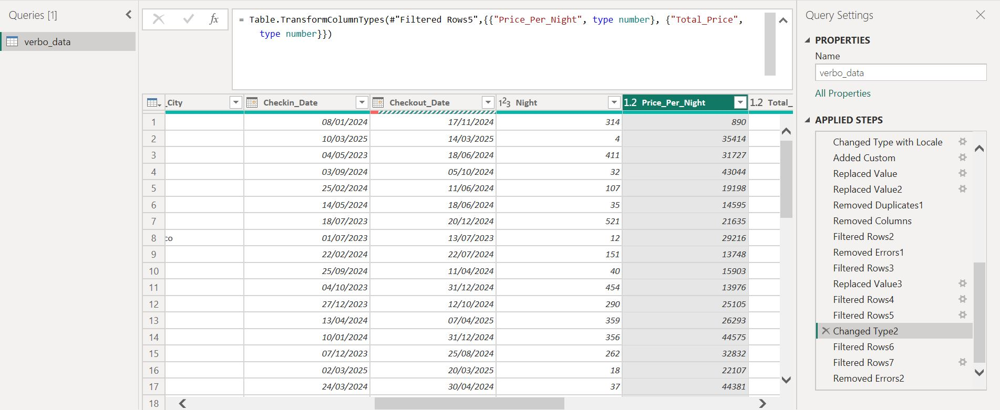 Queries [1]
verbo_data
fx
= Table.TransformColumnTypes(#"Filtered Rows5",{{"Price_Per_Night", type number}, {"Total_Price",
type number}})
_City Checkin_Date Checkout_Date 123 Night 1.2 Price_Per_Night 1.2 Total_
1 08/01/2024 17/11/2024 314 890
2 10/03/2025 14/03/2025 4 35414
3 04/05/2023 18/06/2024 411 31727
4 03/09/2024 05/10/2024 32 43044
5 25/02/2024 11/06/2024 107 19198
6 14/05/2024 18/06/2024 35 14595
7 18/07/2023 20/12/2024 521 21635
8 co 01/07/2023 13/07/2023 12 29216
9 22/02/2024 22/07/2024 151 13748
10 25/09/2024 11/04/2024 40 15903
11 04/10/2023 31/12/2024 454 13976
12 27/12/2023 12/10/2024 290 25105
13 13/04/2024 07/04/2025 359 26293
14 10/01/2024 31/12/2024 356 44575
15 07/12/2023 25/08/2024 262 32832
16 02/03/2025 20/03/2025 18 22107
17 24/03/2024 30/04/2024 37 44381
18
Query Settings
PROPERTIES
Name
verbo_data
All Properties
APPLIED STEPS
Changed Type with Locale
Added Custom
Replaced Value
Replaced Value2
Removed Duplicates1
Removed Columns
Filtered Rows2
Removed Errors1
Filtered Rows3
Replaced Value3
Filtered Rows4
Filtered Rows5
Changed Type2
Filtered Rows6
Filtered Rows7
Removed Errors2